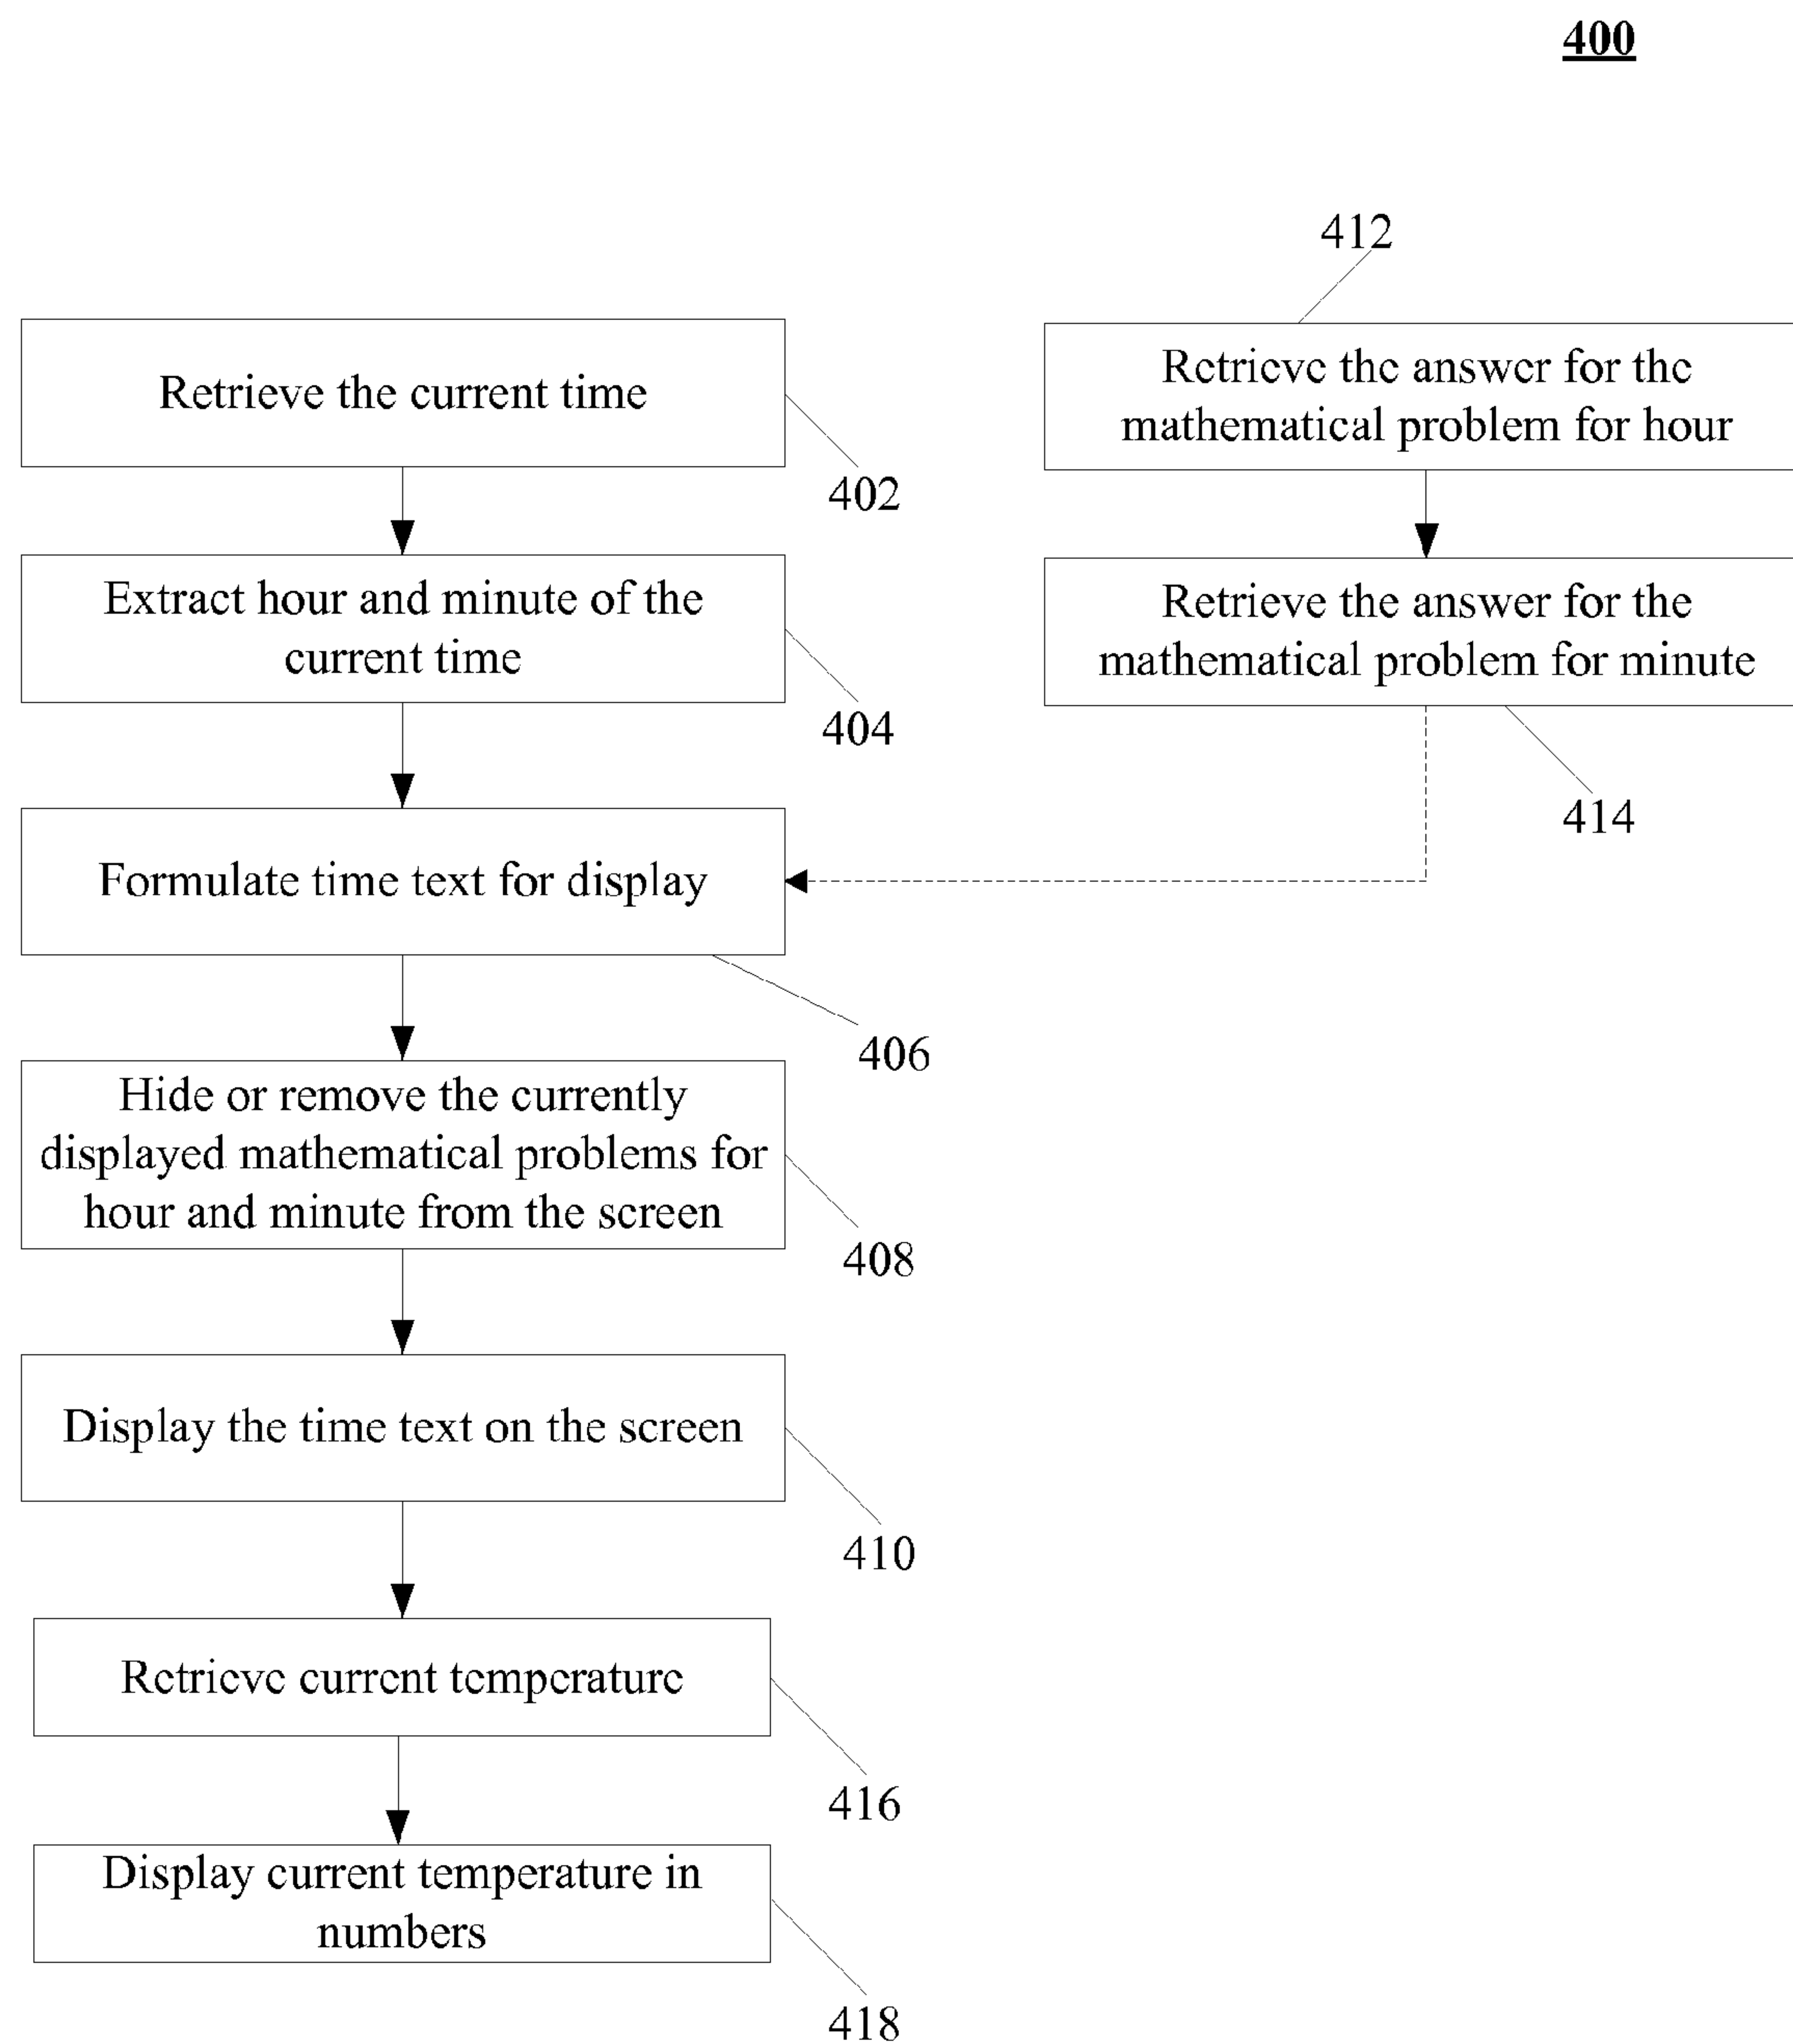 400
412
Retrieve the current time
402
Retrieve the answer for the
mathematical problem for hour
Extract hour and minute of the
current time
404
Retrieve the answer for the
mathematical problem for minute
414
Formulate time text for display
406
Hide or remove the currently
displayed mathematical problems for
hour and minute from the screen
408
Display the time text on the screen
410
Retrieve current temperature
416
Display current temperature in
numbers
418